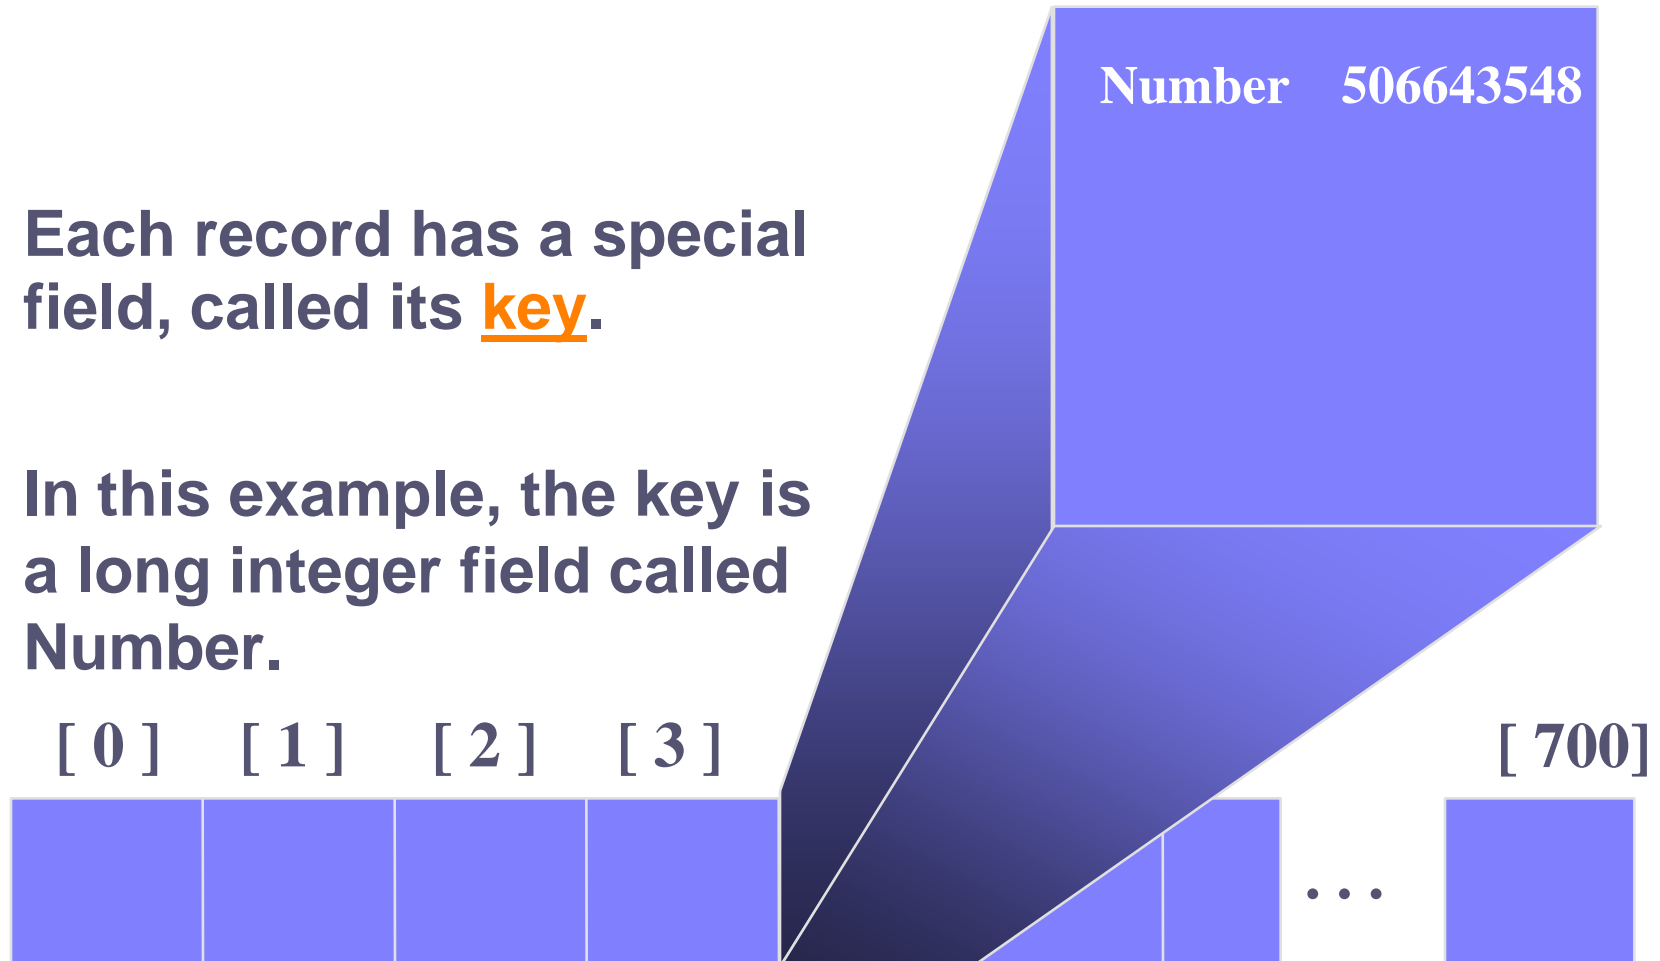 Number 506643548
Each record has a special
field, called its key.
In this example, the key is
a long integer field called
Number.
[ 0 ] [ 1 ] [ 2 ] [ 3 ] [ 700]
. . .